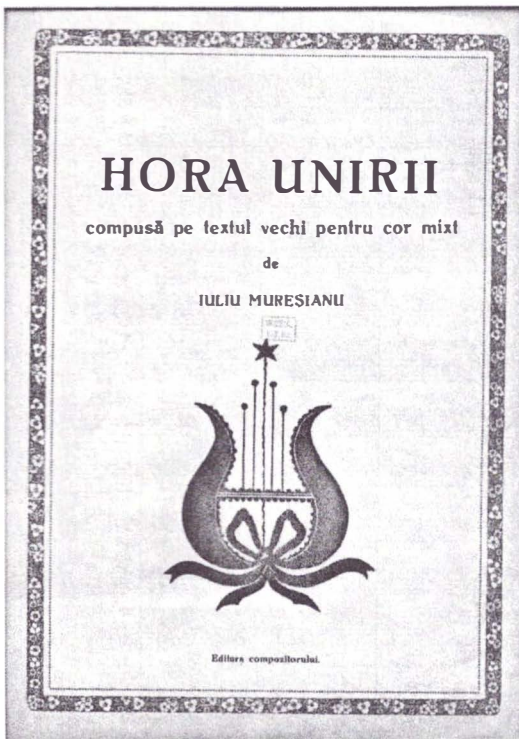 HORA UNIRII
compusă pe textul vechi pentru cor mixt
de
IULIU MUREȘIANU
Editura compozitorului.